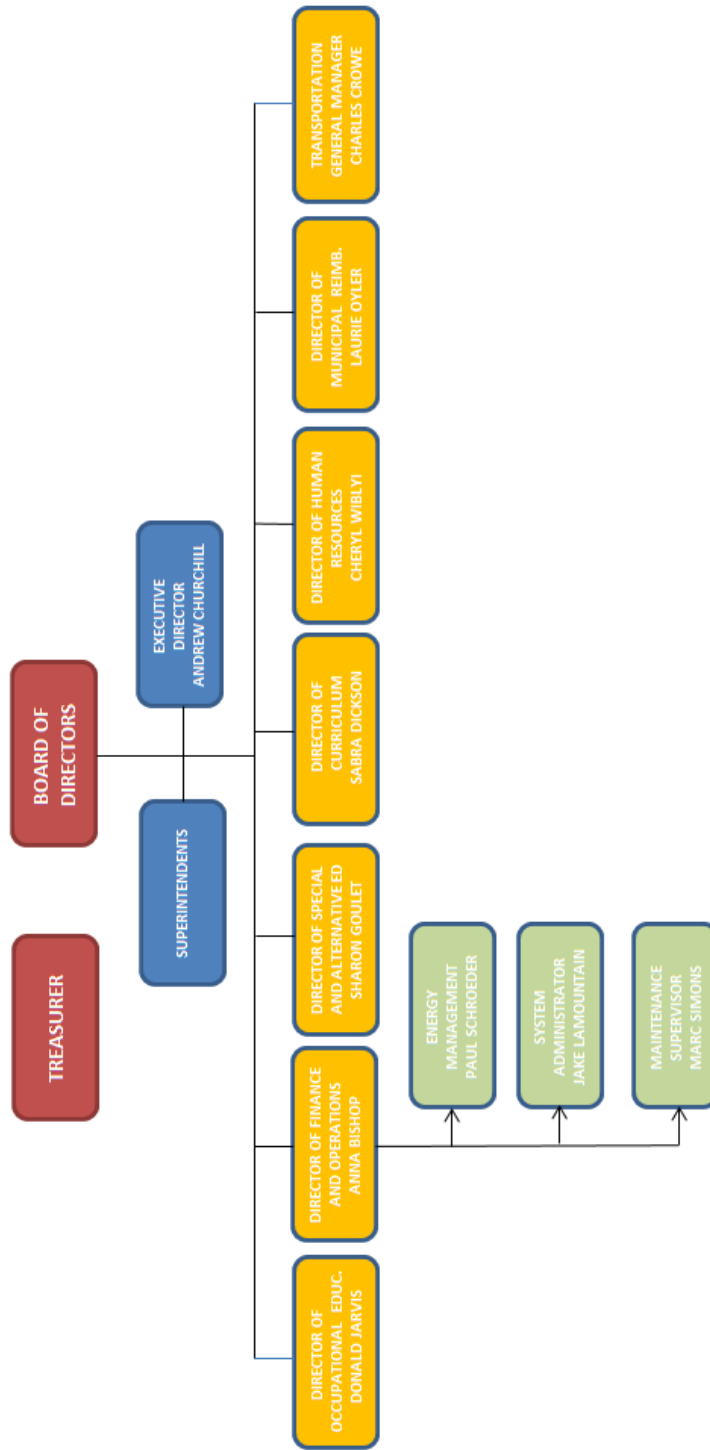 TREASURER
BOARD OF
DIRECTORS
SUPERINTENDENTS
EXECUTIVE
DIRECTOR
ANDREW CHURCHILL
DIRECTOR OF
OCCUPATIONAL EDUC.
DONALD JARVIS
DIRECTOR OF FINANCE
AND OPERATIONS
ANNA BISHOP
DIRECTOR OF SPECIAL
AND ALTERNATIVE ED
SHARON GOULET
DIRECTOR OF
CURRICULUM
SABRA DICKSON
DIRECTOR OF HUMAN
RESOURCES
CHERYL WIBLYI
DIRECTOR OF
MUNICIPAL REIMB.
LAURIE OYLER
TRANSPORTATION
GENERAL MANAGER
CHARLES CROWE
ENERGY
MANAGEMENT
PAUL SCHROEDER
SYSTEM
ADMINISTRATOR
JAKE LAMOUNTAIN
MAINTENANCE
SUPERVISOR
MARC SIMONS